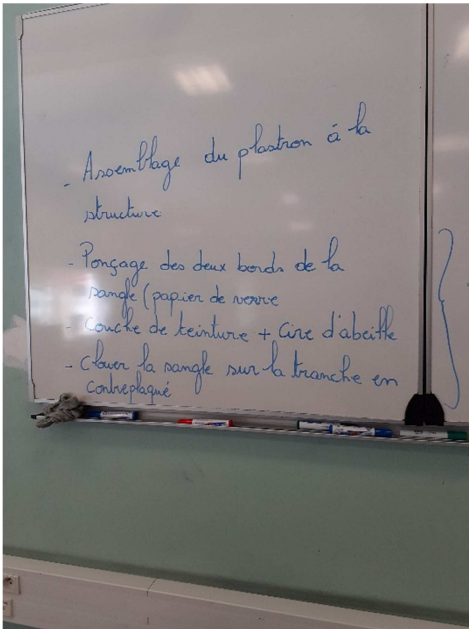 - Assemblage du plastron à la
structure
- Ponçage des deux bords de la
sangle (papier de verre
- couche de teinture + cire d'abeille
- Clouer la sangle sur la tranche en
contreplaqué